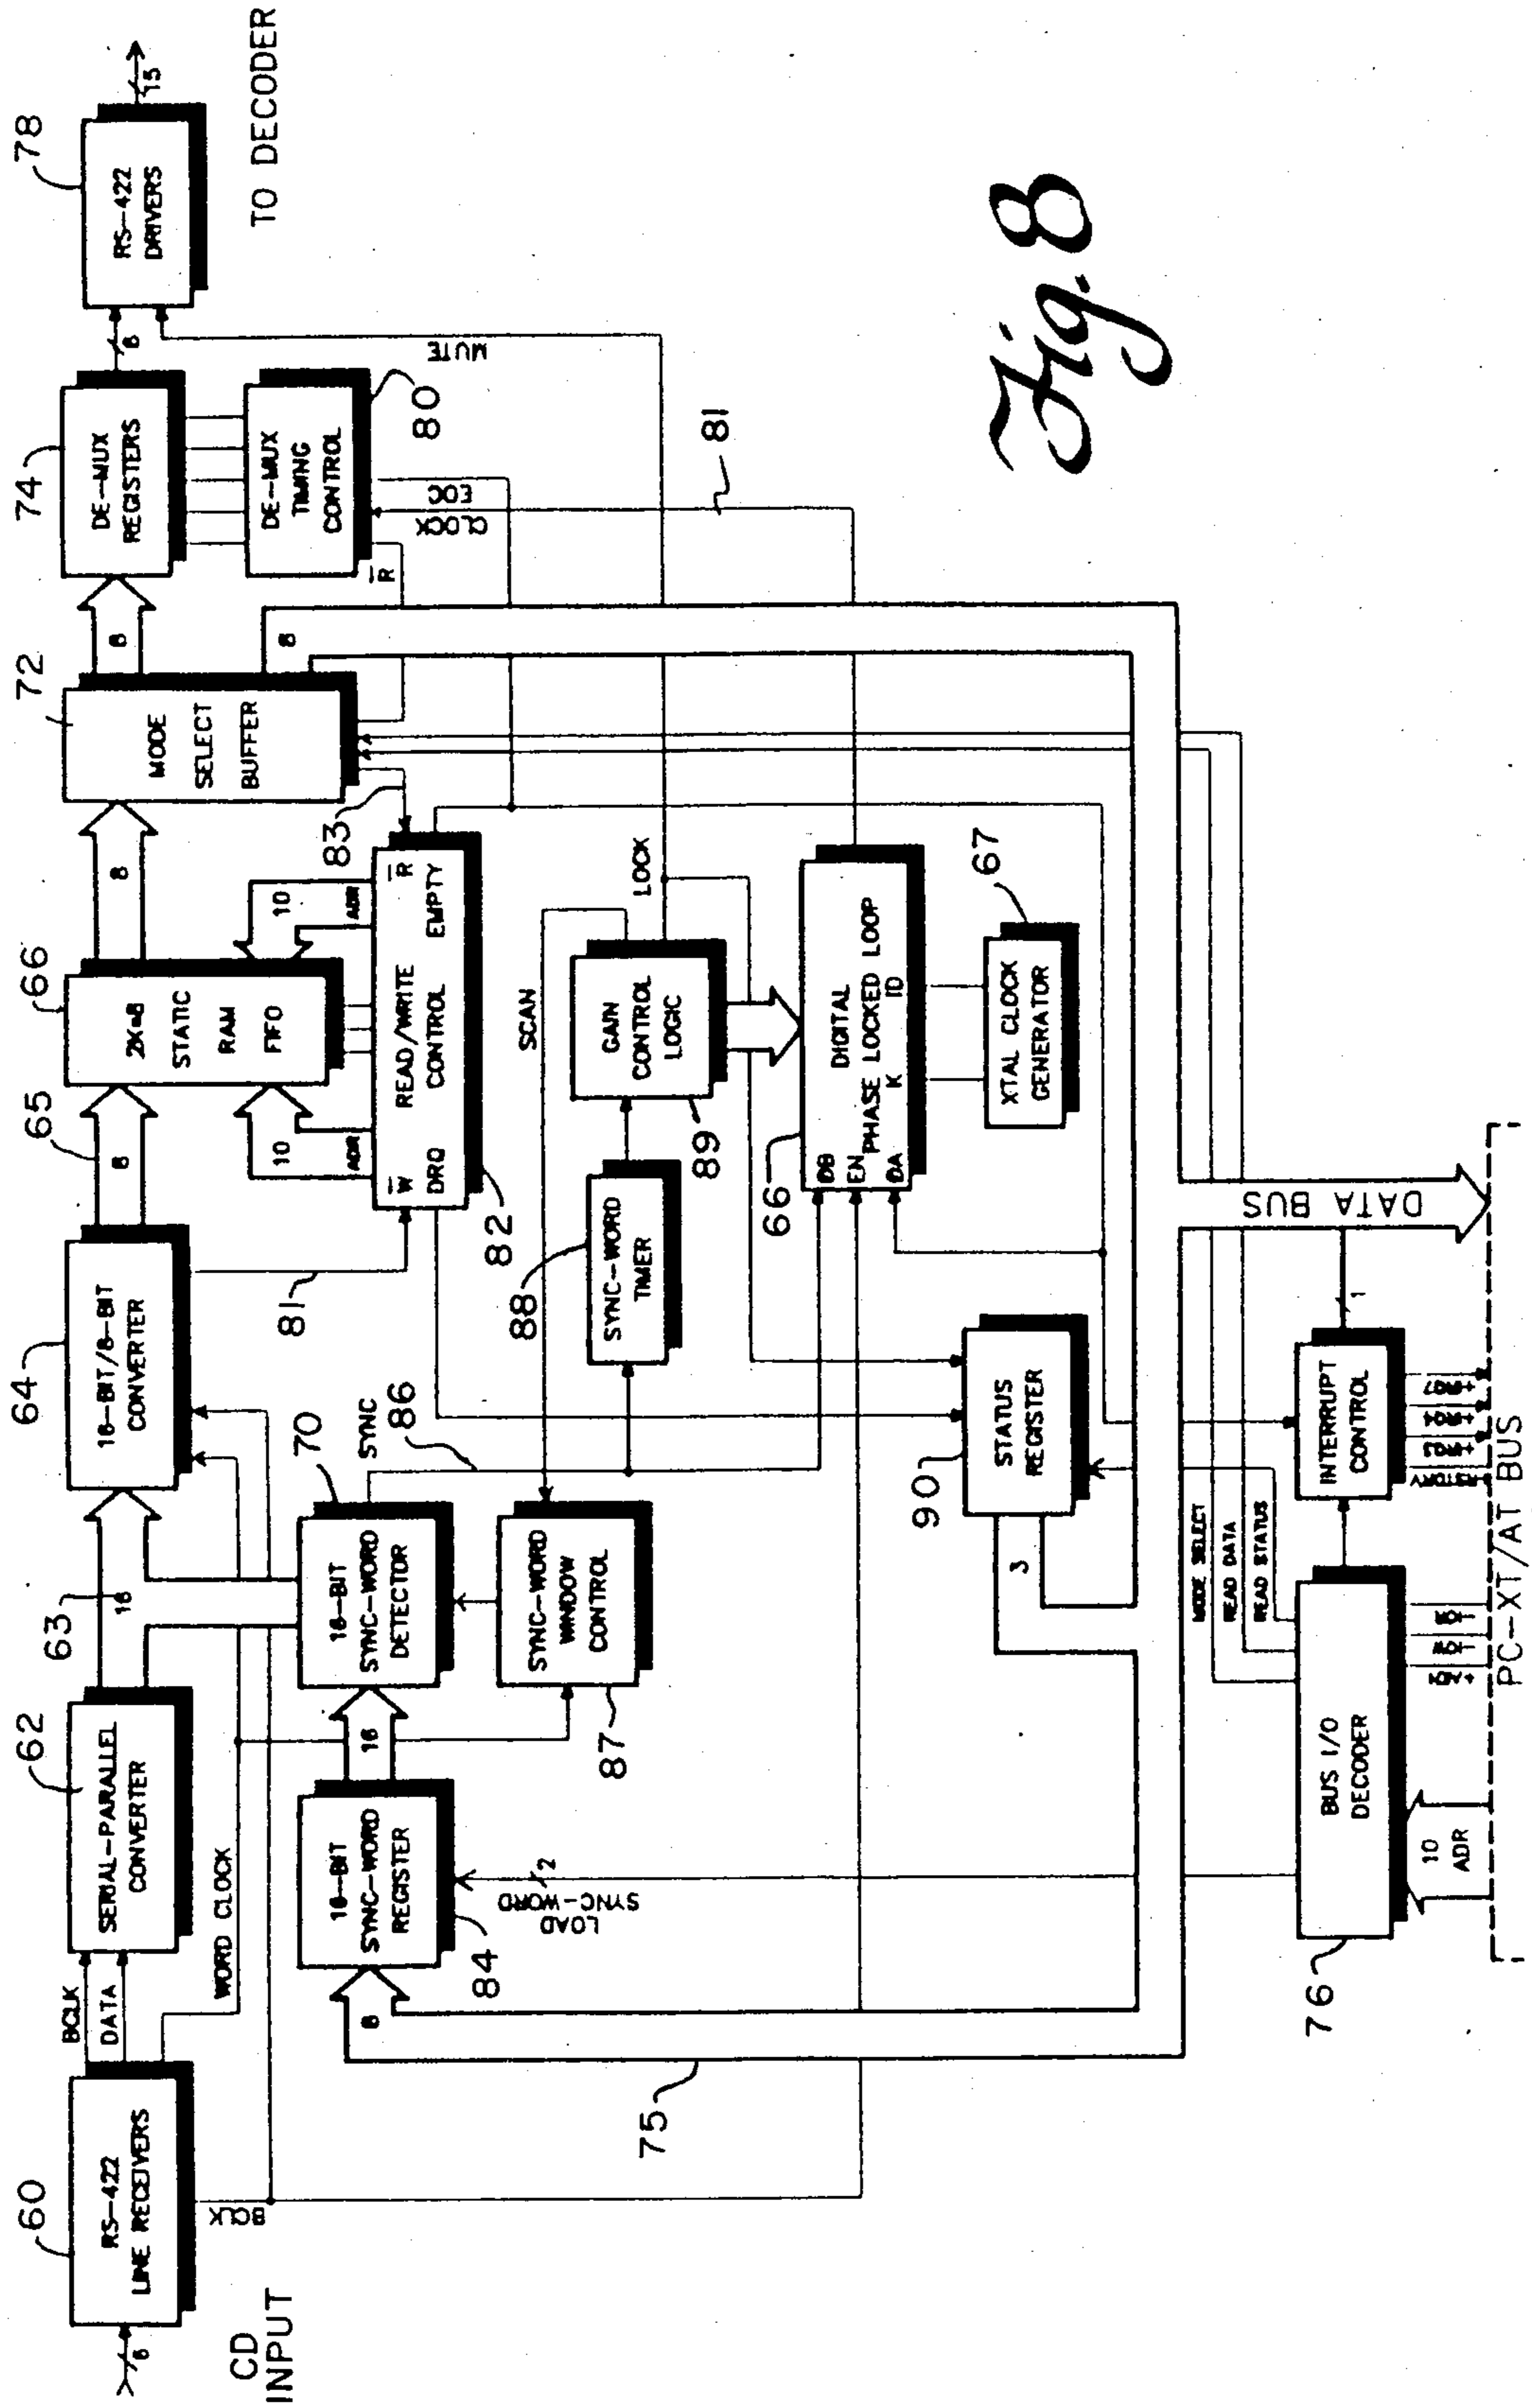 60
RS-422
LINE RECEIVERS
6
CD
INPUT
BCLK
DATA
BCLK
WORD CLOCK
62
SERIAL-PARALLEL
CONVERTER
63
16
64
16-BIT/8-BIT
CONVERTER
65
8
66
2K×8
STATIC
RAM
FIFO
8
72
MODE
SELECT
BUFFER
8
8
74
DE-MUX
REGISTERS
8
78
RS-422
DRIVERS
15
TO DECODER
DE-MUX
TIMING
CONTROL
80
R
CLOCK
EOC
MUTE
81
81
10
ADR
10
ADR
83
W READ/WRITE R
DRQ CONTROL EMPTY
82
16-BIT
SYNC-WORD
REGISTER
84
8
16
LOAD
SYNC-WORD
2
70
16-BIT
SYNC-WORD
DETECTOR
SYNC
86
SYNC-WORD
WINDOW
CONTROL
87
SCAN
88
SYNC-WORD
TIMER
GAIN
CONTROL
LOGIC
89
LOCK
66
DB
EN
DA
DIGITAL
PHASE LOCKED LOOP
K ID
67
XTAL CLOCK
GENERATOR
75
90
STATUS
REGISTER
3
MODE SELECT
READ DATA
READ STATUS
76
BUS I/O
DECODER
10
ADR
INTERRUPT
CONTROL
1
DATA BUS
PC-XT/AT BUS
Fig. 8